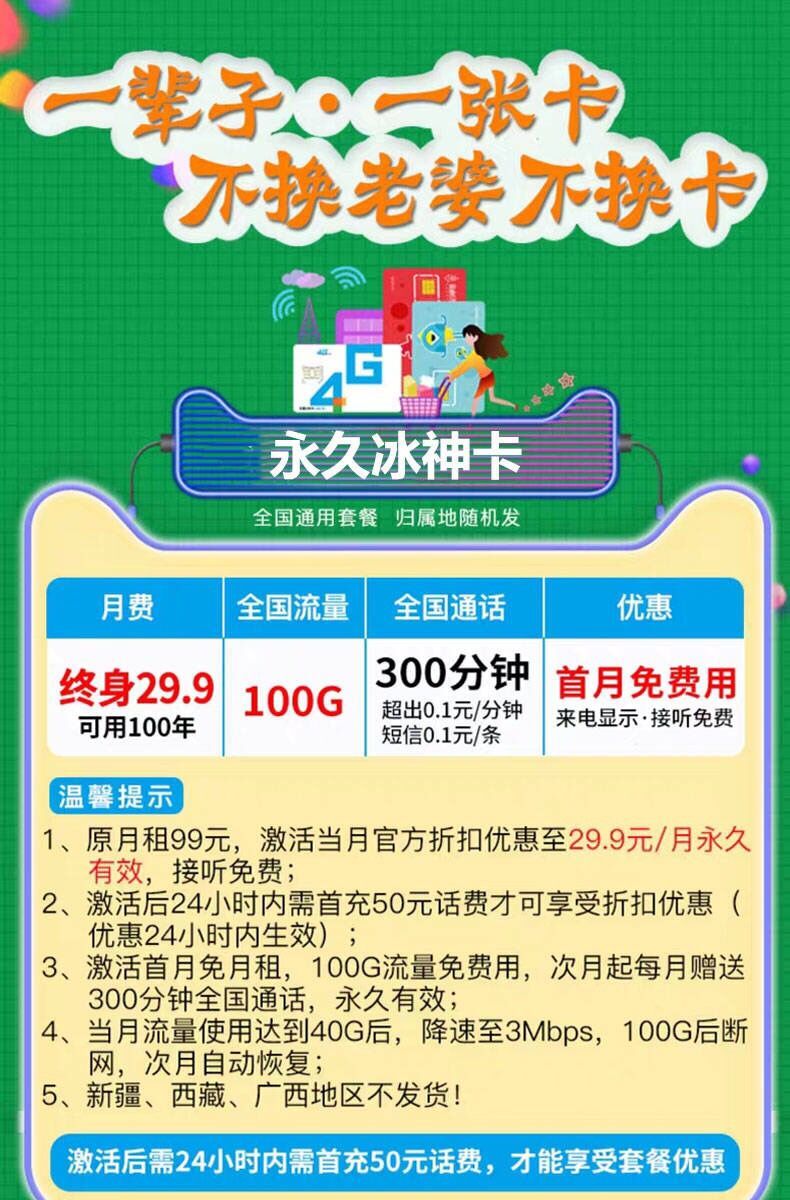 一辈子·一张卡
不换老婆不换卡
4G
永久冰神卡
全国通用套餐 归属地随机发
月费 全国流量 全国通话 优惠
终身29.9 100G 300分钟 首月免费用
可用100年 超出0.1元/分钟 来电显示·接听免费
短信0.1元/条
温馨提示
1、原月租99元，激活当月官方折扣优惠至29.9元/月永久
有效，接听免费；
2、激活后24小时内需首充50元话费才可享受折扣优惠（
优惠24小时内生效）；
3、激活首月免月租，100G流量免费用，次月起每月赠送
300分钟全国通话，永久有效；
4、当月流量使用达到40G后，降速至3Mbps，100G后断
网，次月自动恢复；
5、新疆、西藏、广西地区不发货！
激活后需24小时内需首充50元话费，才能享受套餐优惠